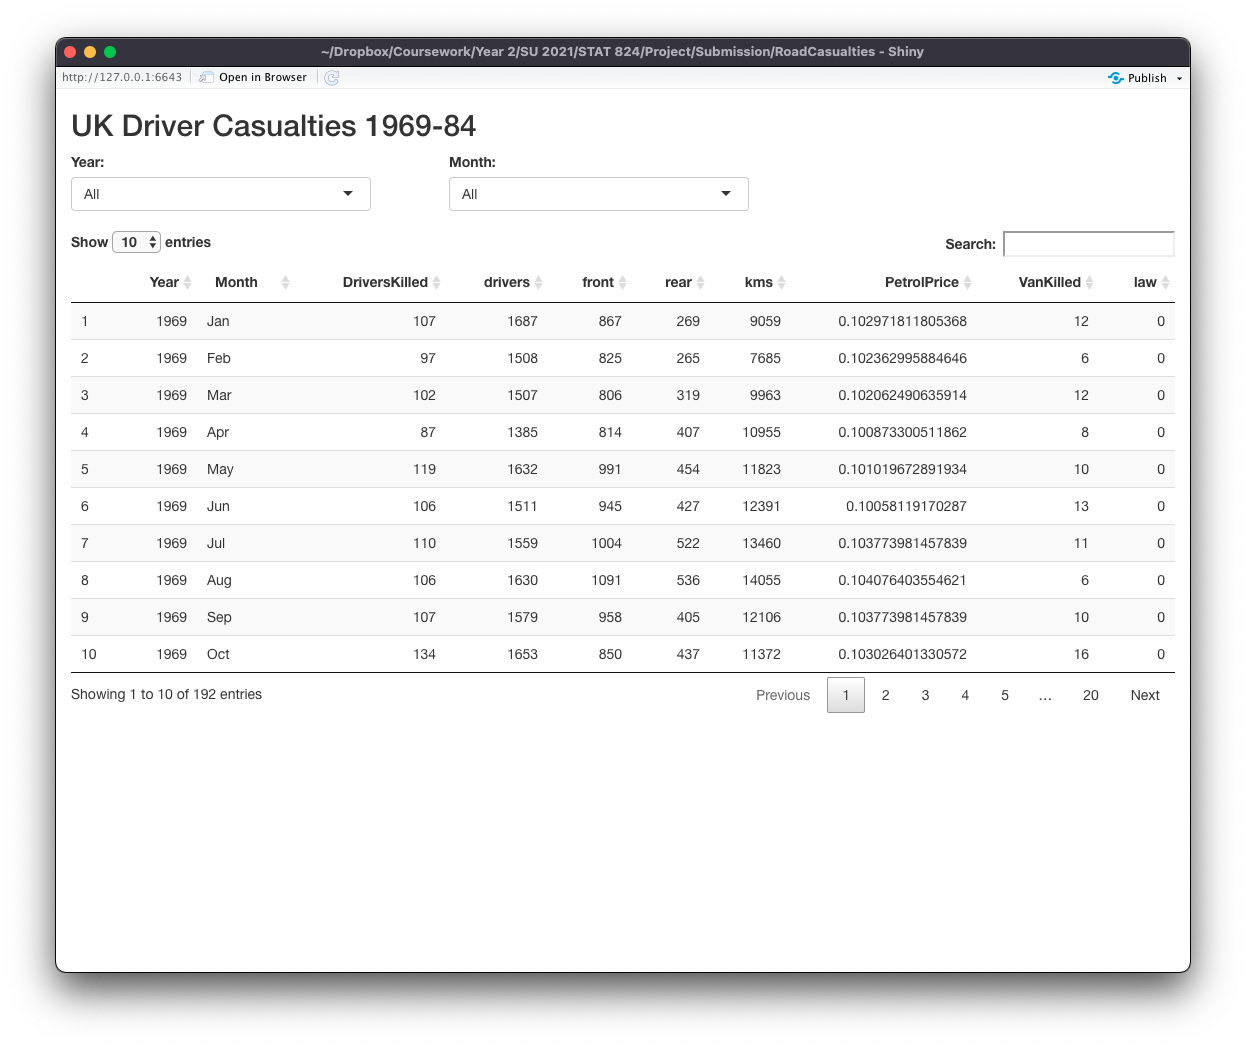 ~/Dropbox/Coursework/Year 2/SU 2021/STAT 824/Project/Submission/RoadCasualties - Shiny
http://127.0.0.1:6643 Open in Browser Publish
UK Driver Casualties 1969-84
Year: Month:
All All
Show 10 entries Search:
Year Month DriversKilled drivers front rear kms PetrolPrice VanKilled law
1 1969 Jan 107 1687 867 269 9059 0.102971811805368 12 0
2 1969 Feb 97 1508 825 265 7685 0.102362995884646 6 0
3 1969 Mar 102 1507 806 319 9963 0.102062490635914 12 0
4 1969 Apr 87 1385 814 407 10955 0.100873300511862 8 0
5 1969 May 119 1632 991 454 11823 0.101019672891934 10 0
6 1969 Jun 106 1511 945 427 12391 0.10058119170287 13 0
7 1969 Jul 110 1559 1004 522 13460 0.103773981457839 11 0
8 1969 Aug 106 1630 1091 536 14055 0.104076403554621 6 0
9 1969 Sep 107 1579 958 405 12106 0.103773981457839 10 0
10 1969 Oct 134 1653 850 437 11372 0.103026401330572 16 0
Showing 1 to 10 of 192 entries Previous 1 2 3 4 5 … 20 Next